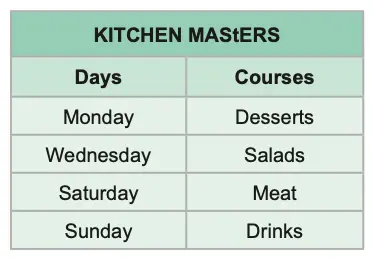 KITCHEN MAStERS
Days Courses
Monday Desserts
Wednesday Salads
Saturday Meat
Sunday Drinks